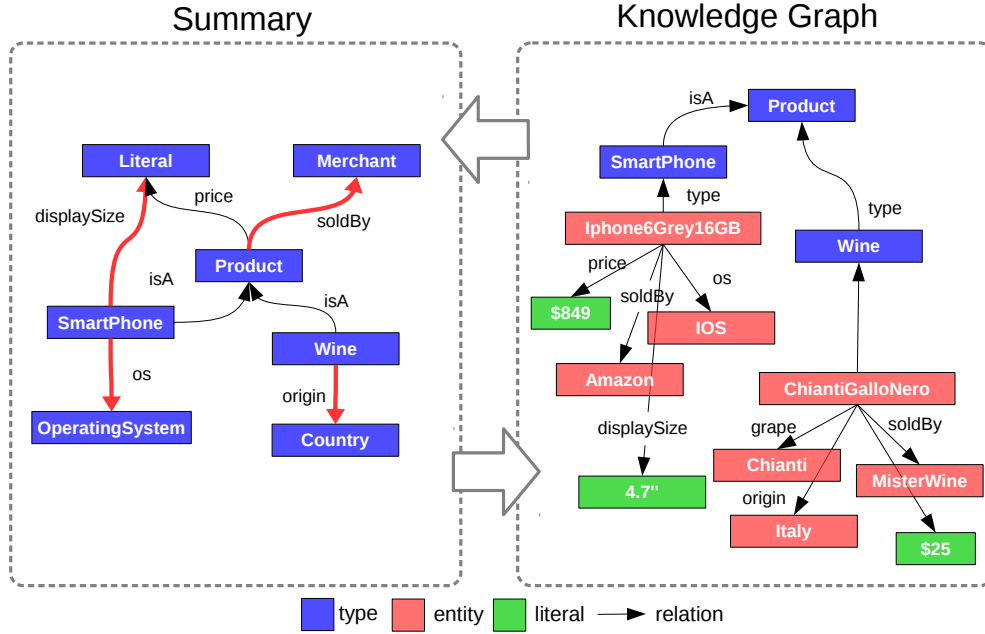 Summary
Literal
Merchant
price
displaySize
soldBy
Product
isA
isA
SmartPhone
Wine
os
origin
OperatingSystem
Country
Knowledge Graph
isA
Product
SmartPhone
type
type
Iphone6Grey16GB
Wine
price
os
soldBy
$849
IOS
Amazon
ChiantiGalloNero
displaySize
grape
soldBy
Chianti
MisterWine
4.7"
origin
Italy
$25
type
entity
literal
relation